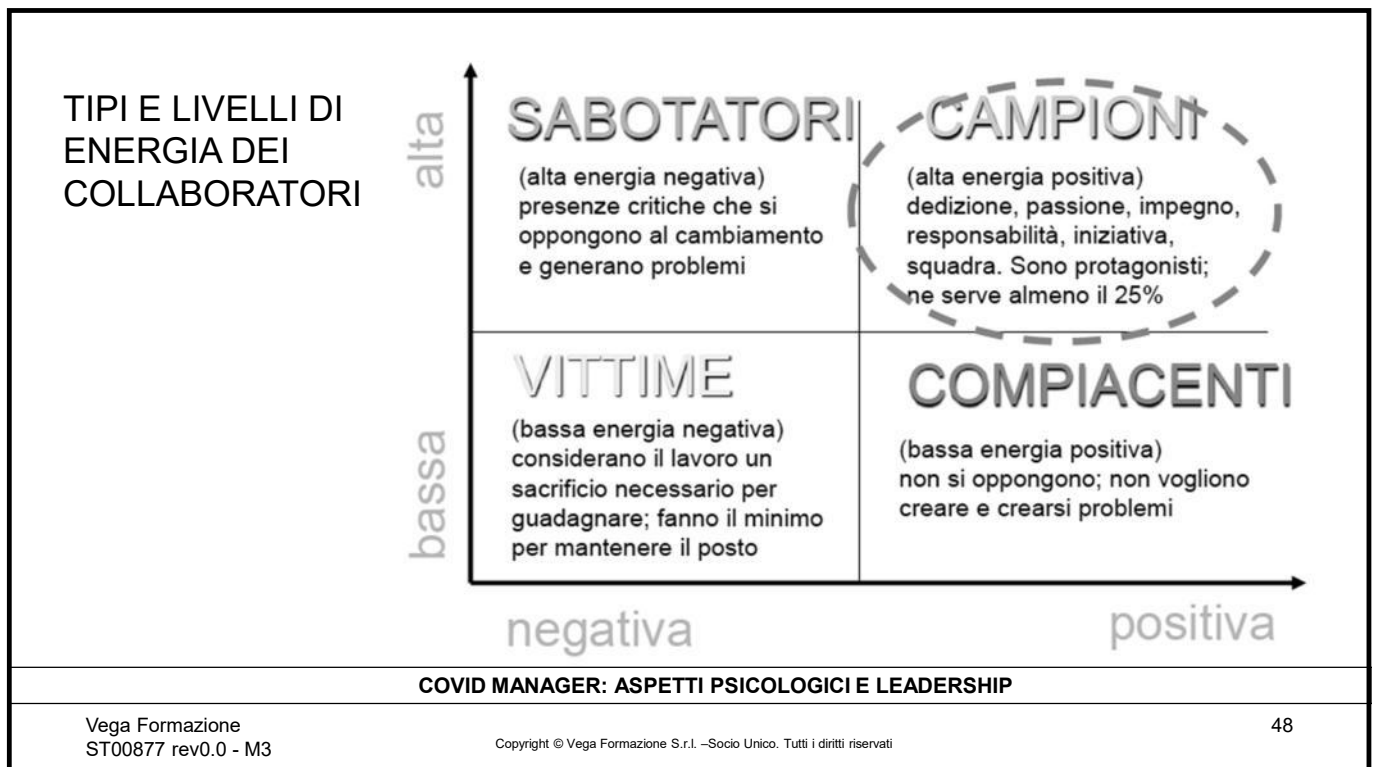 TIPI E LIVELLI DI
ENERGIA DEI
COLLABORATORI
alta
SABOTATORI
(alta energia negativa)
presenze critiche che si
oppongono al cambiamento
e generano problemi
CAMPIONI
(alta energia positiva)
dedizione, passione, impegno,
responsabilità, iniziativa,
squadra. Sono protagonisti;
ne serve almeno il 25%
bassa
VITTIME
(bassa energia negativa)
considerano il lavoro un
sacrificio necessario per
guadagnare; fanno il minimo
per mantenere il posto
COMPIACENTI
(bassa energia positiva)
non si oppongono; non vogliono
creare e crearsi problemi
negativa
positiva
COVID MANAGER: ASPETTI PSICOLOGICI E LEADERSHIP
Vega Formazione
ST00877 rev0.0 - M3
Copyright © Vega Formazione S.r.l. –Socio Unico. Tutti i diritti riservati
48